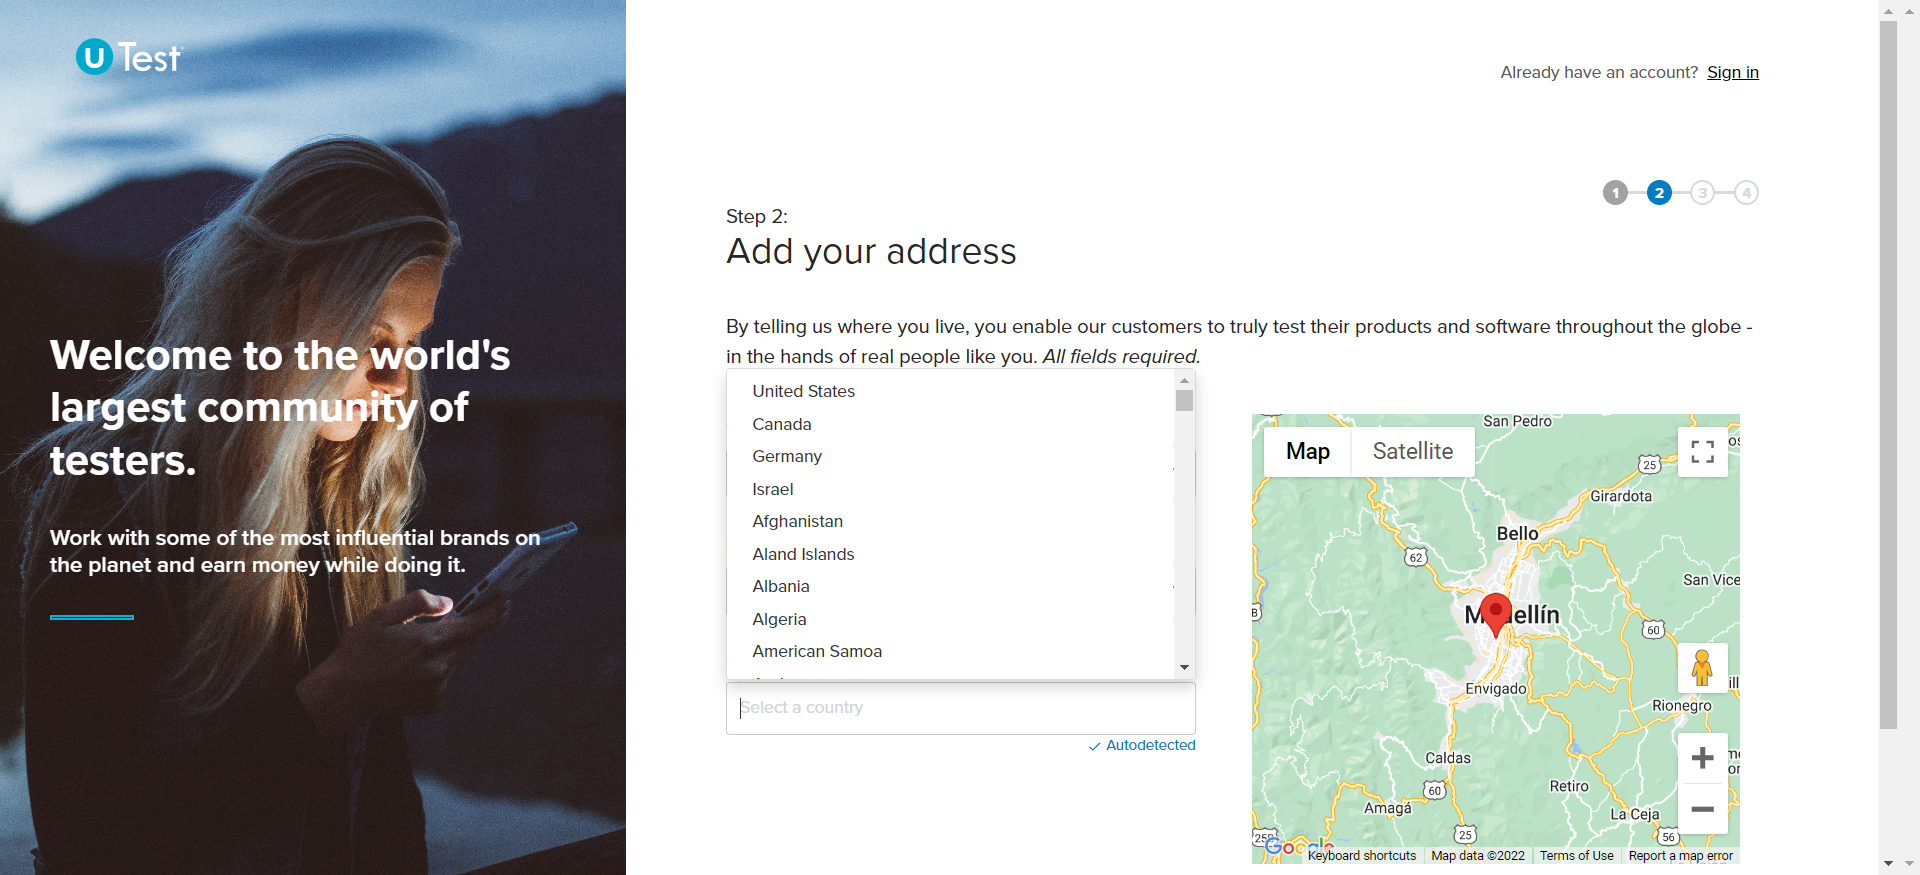 U Test
Already have an account? Sign in
1 2 3 4
Step 2:
Add your address
By telling us where you live, you enable our customers to truly test their products and software throughout the globe -
in the hands of real people like you. All fields required.
Welcome to the world's
largest community of
testers.
Work with some of the most influential brands on
the planet and earn money while doing it.
United States
Canada
Germany
Israel
Afghanistan
Aland Islands
Albania
Algeria
American Samoa
Select a country
Autodetected
Map Satellite
San Pedro
25
Girardota
Bello
62
San Vice
Medellín
60
Envigado
Rionegro
Caldas
60
Retiro
Amagá
La Ceja
25
56
Google
Keyboard shortcuts Map data ©2022 Terms of Use Report a map error